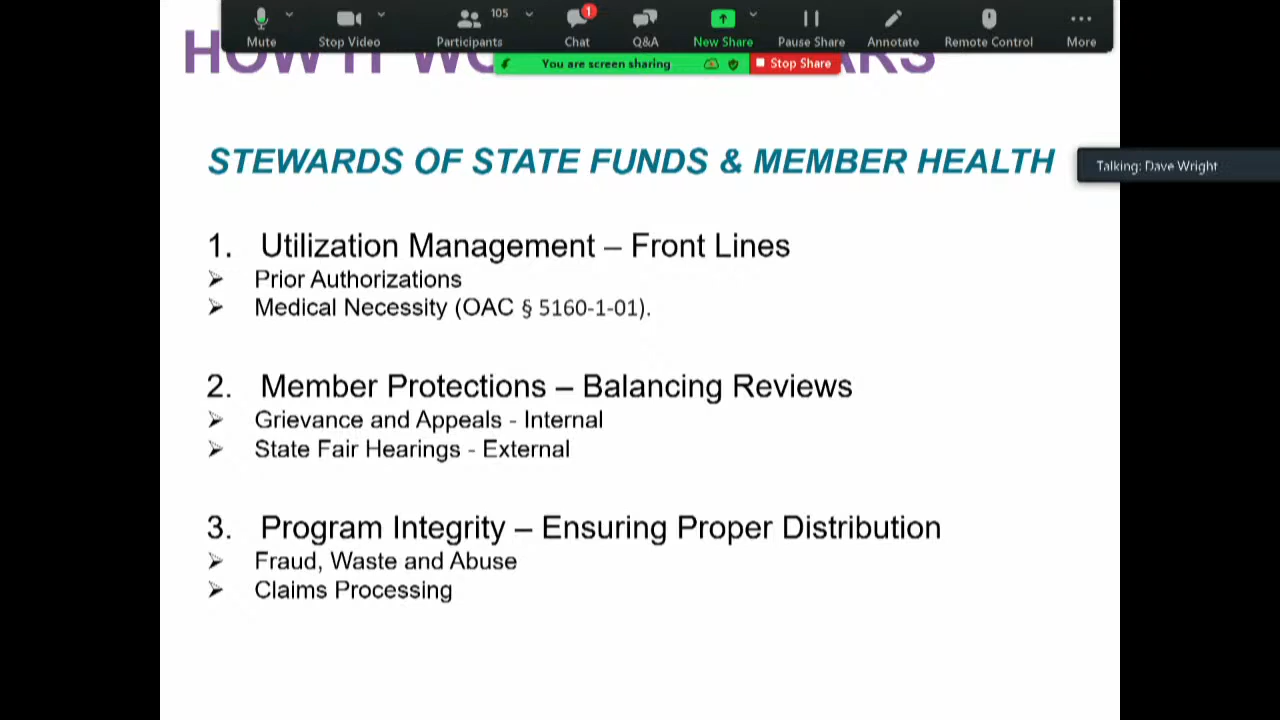 105
1
Mute
Stop Video
Participants
Chat
Q&A
New Share
Pause Share
Annotate
Remote Control
More
You are screen sharing
Stop Share
HOW IT
STEWARDS OF STATE FUNDS & MEMBER HEALTH
Talking: Dave Wright
1. Utilization Management – Front Lines
➢ Prior Authorizations
➢ Medical Necessity (OAC § 5160-1-01).
2. Member Protections – Balancing Reviews
➢ Grievance and Appeals - Internal
➢ State Fair Hearings - External
3. Program Integrity – Ensuring Proper Distribution
➢ Fraud, Waste and Abuse
➢ Claims Processing